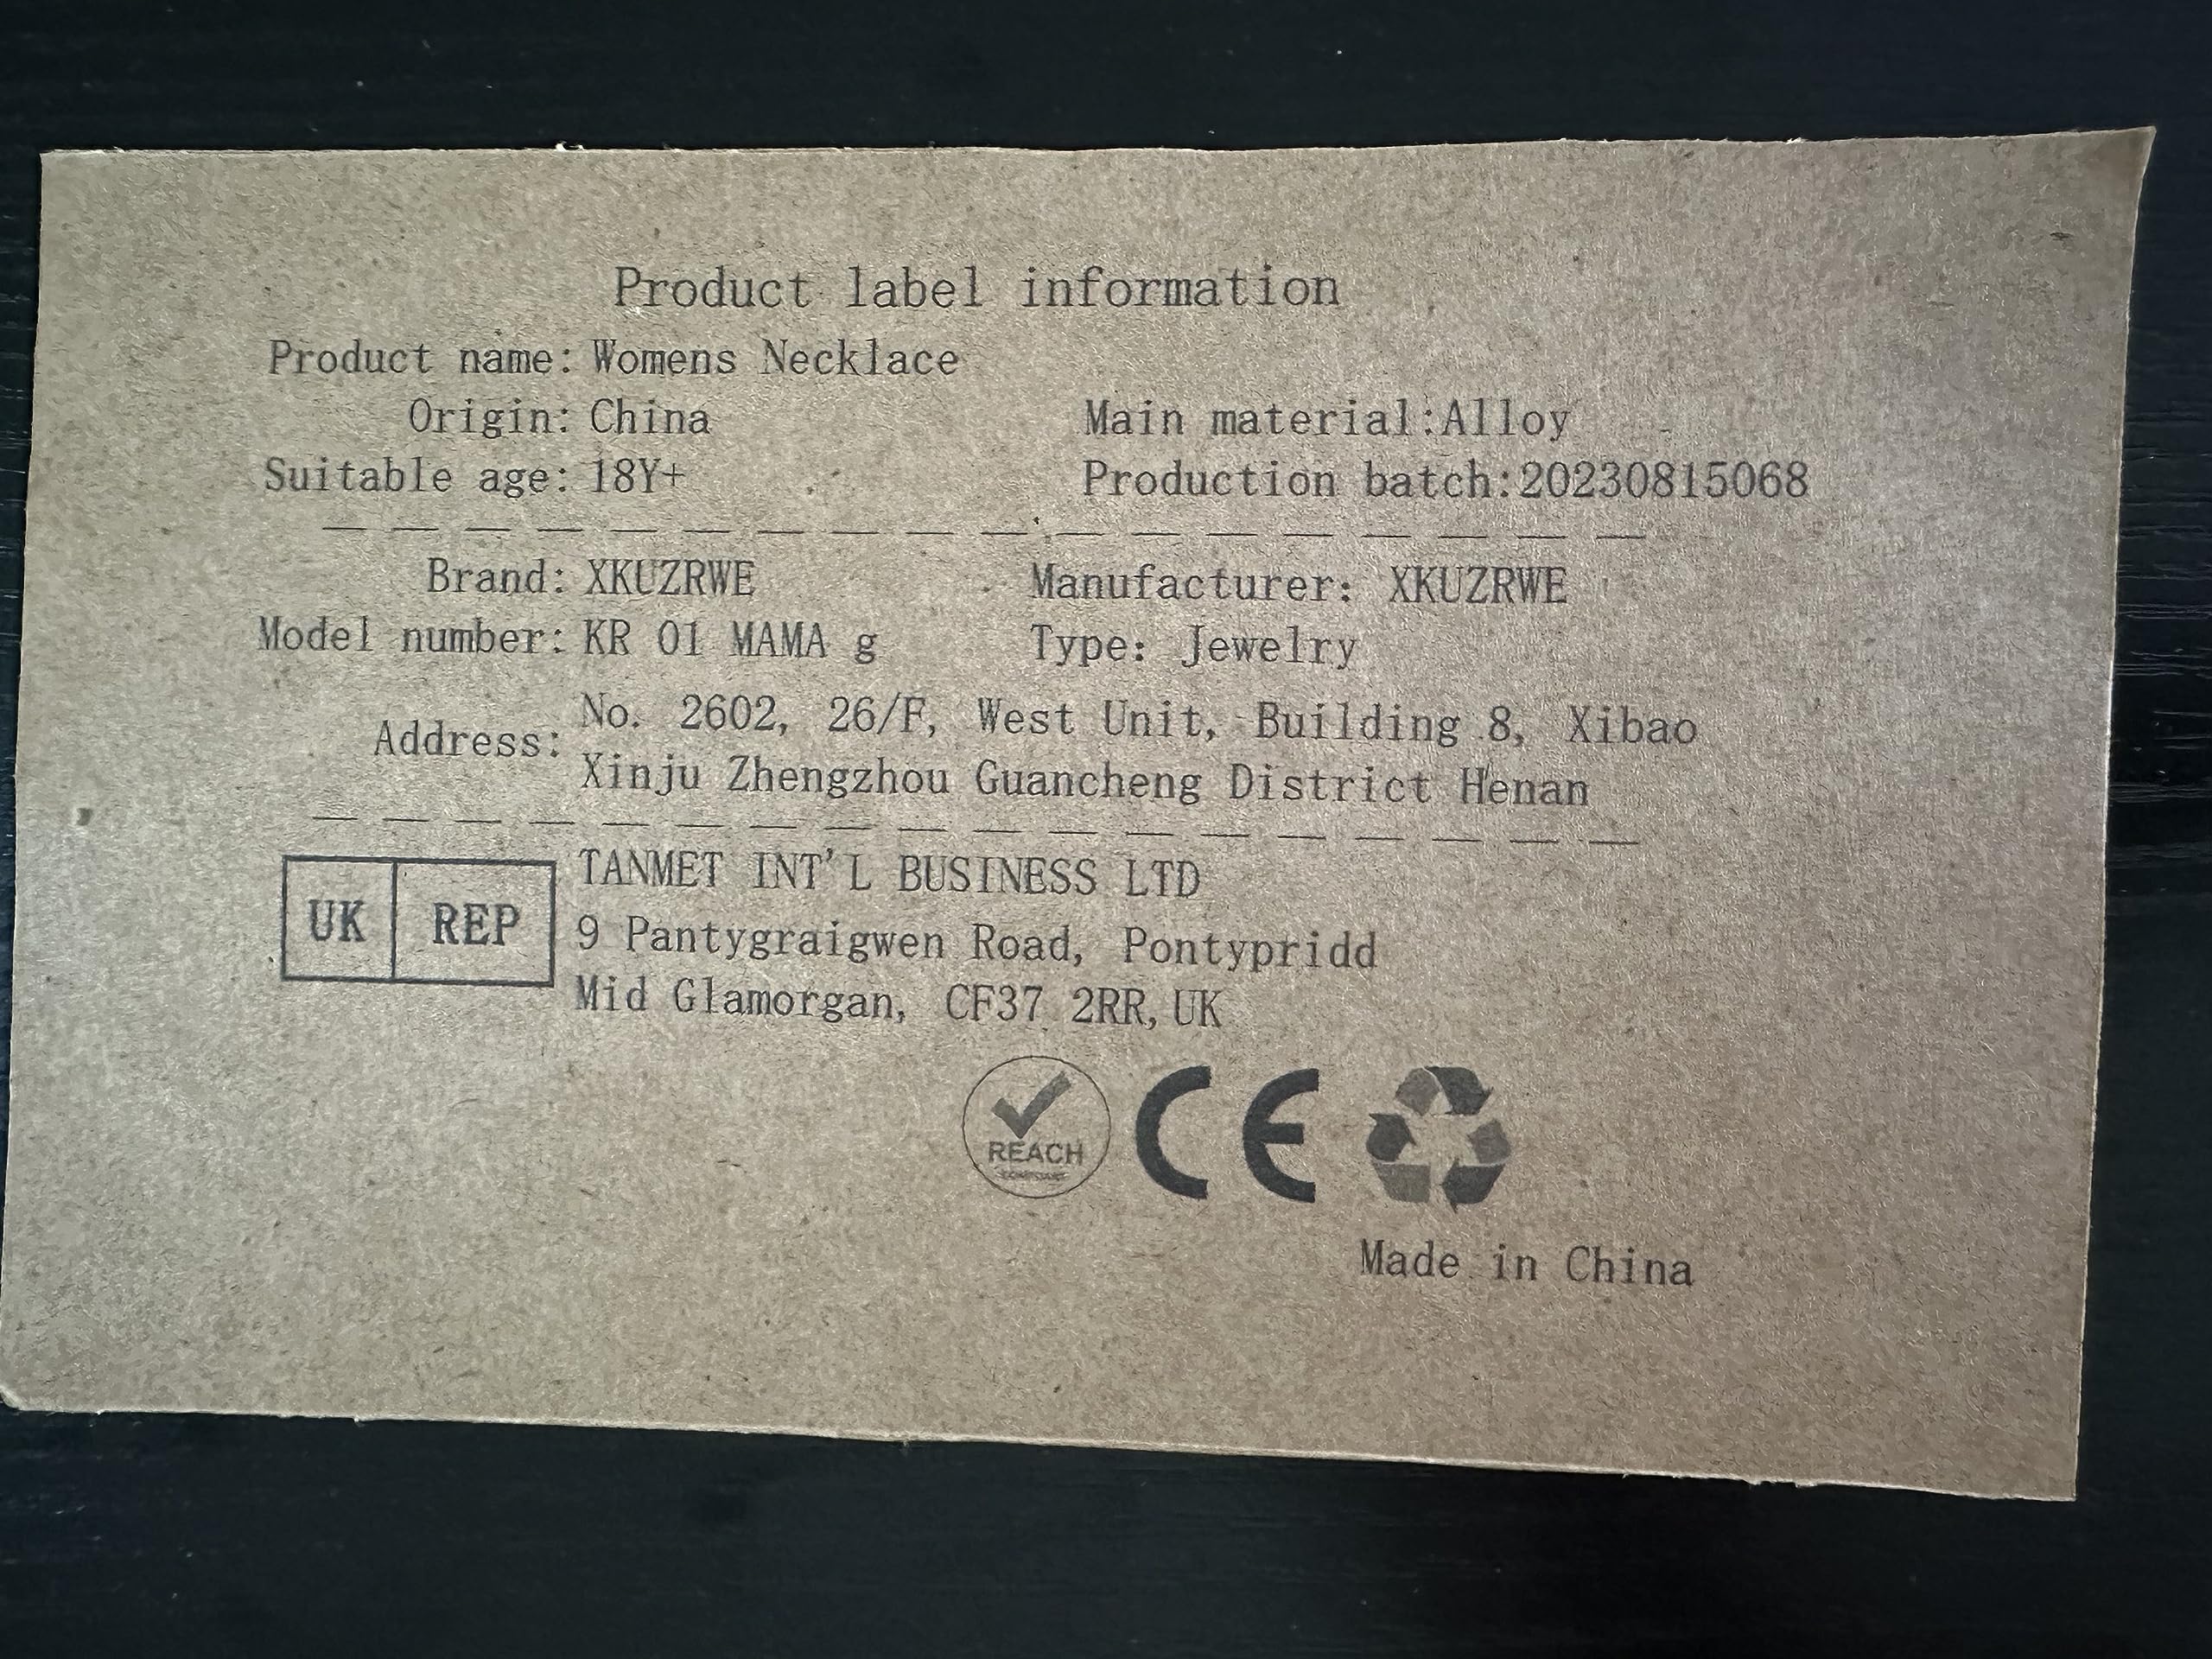 Product label information
Product name: Womens Necklace
Origin: China Main material:Alloy
Suitable age: 18Y+ Production batch:20230815068
Brand: XKUZRWE Manufacturer: XKUZRWE
Model number: KR 01 MAMA g Type: Jewelry
Address: No. 2602, 26/F, West Unit, Building 8, Xibao
Xinju Zhengzhou Guancheng District Henan
UK REP
TANMET INT'L BUSINESS LTD
9 Pantygraigwen Road, Pontypridd
Mid Glamorgan, CF37 2RR, UK
REACH
CE
Made in China